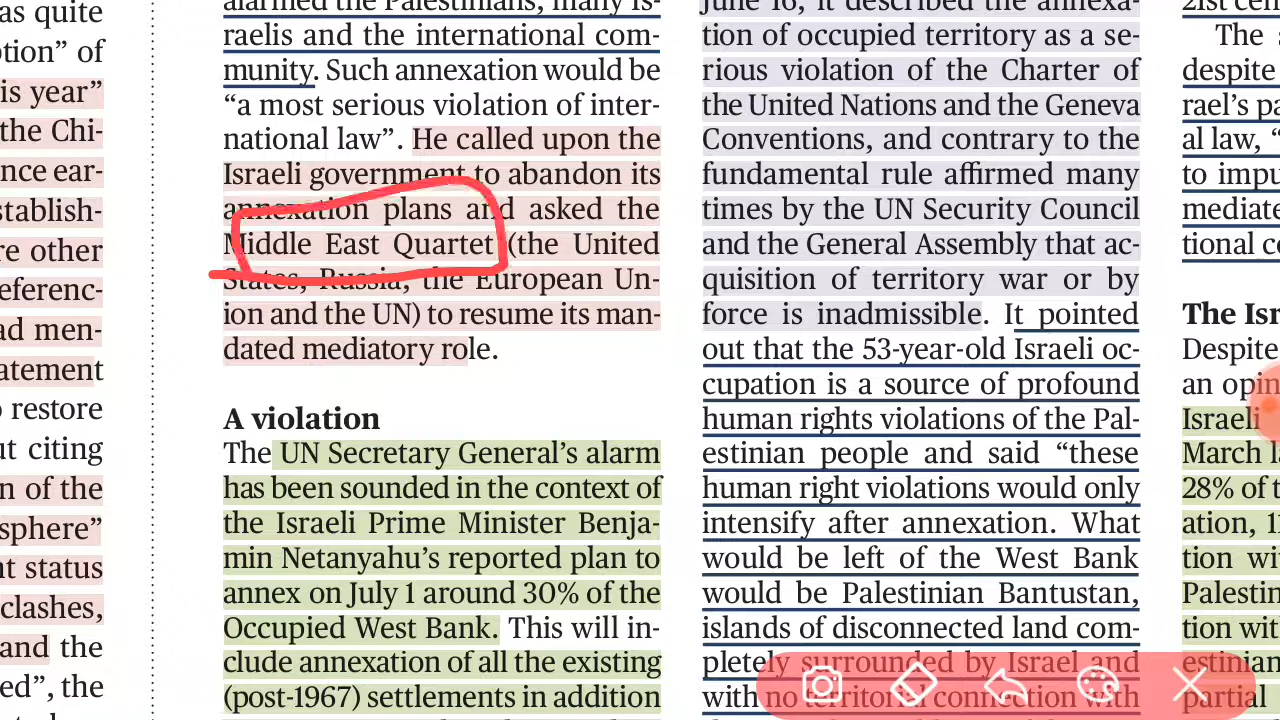 as quite
otion” of
is year”
the Chi-
nce ear-
stablish-
re other
eferenc-
ad men-
atement
restore
ut citing
n of the
sphere”
nt status
clashes,
and the
ed”, the
alarmed the Palestinians, many Is-
raelis and the international com-
munity. Such annexation would be
“a most serious violation of inter-
national law”. He called upon the
Israeli government to abandon its
annexation plans and asked the
Middle East Quartet (the United
States, Russia, the European Un-
ion and the UN) to resume its man-
dated mediatory role.
A violation
The UN Secretary General’s alarm
has been sounded in the context of
the Israeli Prime Minister Benja-
min Netanyahu’s reported plan to
annex on July 1 around 30% of the
Occupied West Bank. This will in-
clude annexation of all the existing
(post-1967) settlements in addition
June 16, it described the annexa-
tion of occupied territory as a se-
rious violation of the Charter of
the United Nations and the Geneva
Conventions, and contrary to the
fundamental rule affirmed many
times by the UN Security Council
and the General Assembly that ac-
quisition of territory war or by
force is inadmissible. It pointed
out that the 53-year-old Israeli oc-
cupation is a source of profound
human rights violations of the Pal-
estinian people and said “these
human right violations would only
intensify after annexation. What
would be left of the West Bank
would be Palestinian Bantustan,
islands of disconnected land com-
pletely surrounded by Israel and
with no territorial connection with
21st cen
The
despite
rael’s pa
al law, “
to impu
mediate
tional co
The Isr
Despite
an opin
Israeli
March la
28% of t
ation, 1
tion wi
Palestin
tion wit
estinian
partial